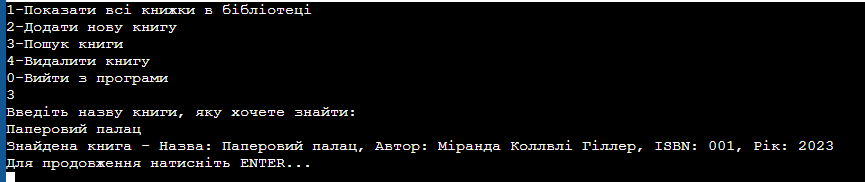 1-Показати всі книжки в бібліотеці
2-Додати нову книгу
3-Пошук книги
4-Видалити книгу
0-Вийти з програми
3
Введіть назву книги, яку хочете знайти:
Паперовий палац
Знайдена книга - Назва: Паперовий палац, Автор: Міранда Коллвлі Гіллер, ISBN: 001, Рік: 2023
Для продовження натисніть ENTER...